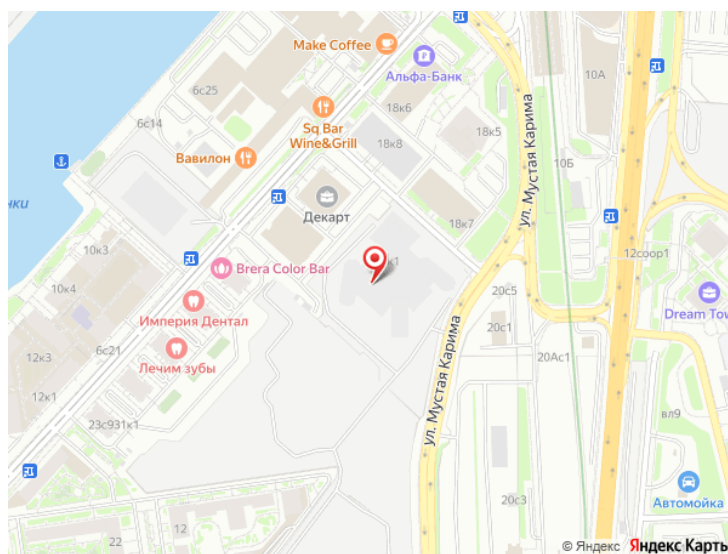 Make Coffee
Альфа-Банк
10А
6с25
18к6
6с14
Sq Bar
Wine&Grill
18к8
18к5
10Б
Вавилон
ул. Мустая Карима
Декарт
18к7
12соор1
10к3
Brera Color Bar
к1
10к4
20с5
Dream Tow
Империя Дентал
20с1
6с21
20Ас1
12к3
Лечим зубы
ул. Мустая Карима
12к1
вл9
23с931к1
Автомойка
20с3
12
22
© Яндекс Яндекс Карты